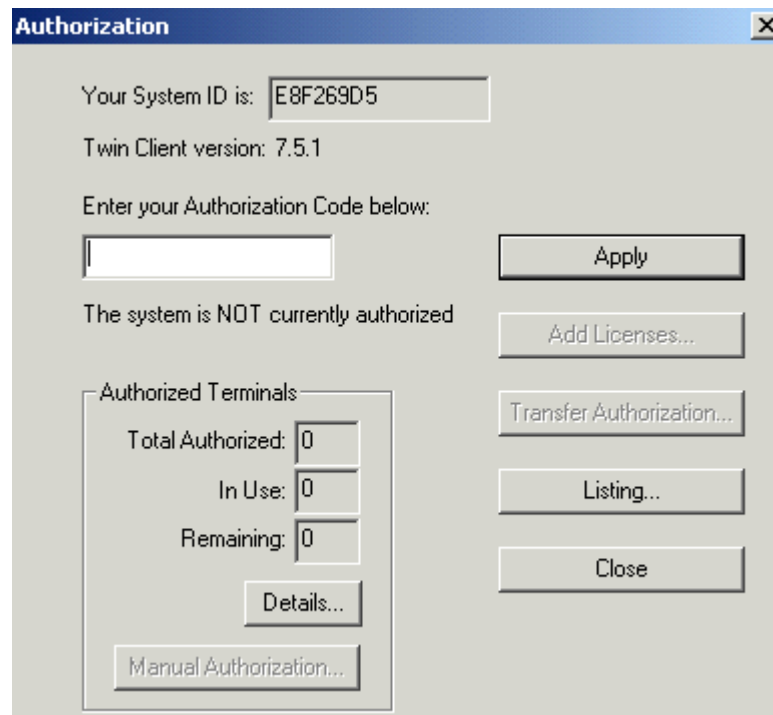 Authorization
Your System ID is: E8F269D5
Twin Client version: 7.5.1
Enter your Authorization Code below:
Apply
The system is NOT currently authorized
Add Licenses...
Authorized Terminals
Transfer Authorization...
Total Authorized: 0
In Use: 0
Listing...
Remaining: 0
Close
Details...
Manual Authorization...